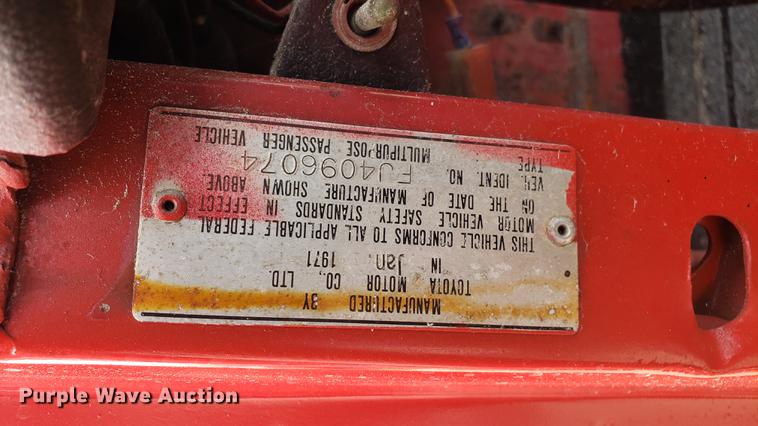 MANUFACTURED BY
TOYOTA MOTOR CO., LTD.
IN Jan 1971
THIS VEHICLE CONFORMS TO ALL APPLICABLE FEDERAL
MOTOR VEHICLE SAFETY STANDARDS IN EFFECT
ON THE DATE OF MANUFACTURE SHOWN ABOVE.
VEH. IDENT. NO. FJ4096074
TYPE MULTIPURPOSE PASSENGER VEHICLE
Purple Wave Auction